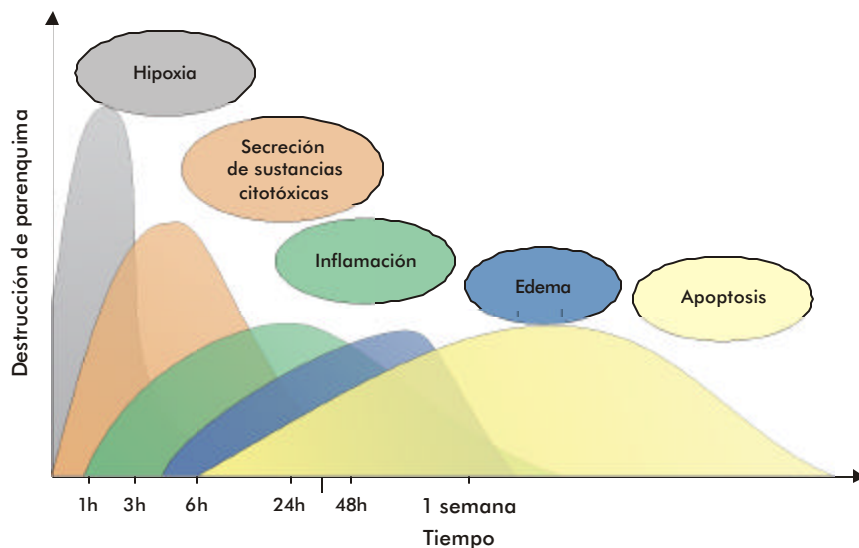 Hipoxia
Secreción
de sustancias
citotóxicas
Inflamación
Edema
Apoptosis
Destrucción de parenquima
1h 3h 6h 24h 48h 1 semana
Tiempo